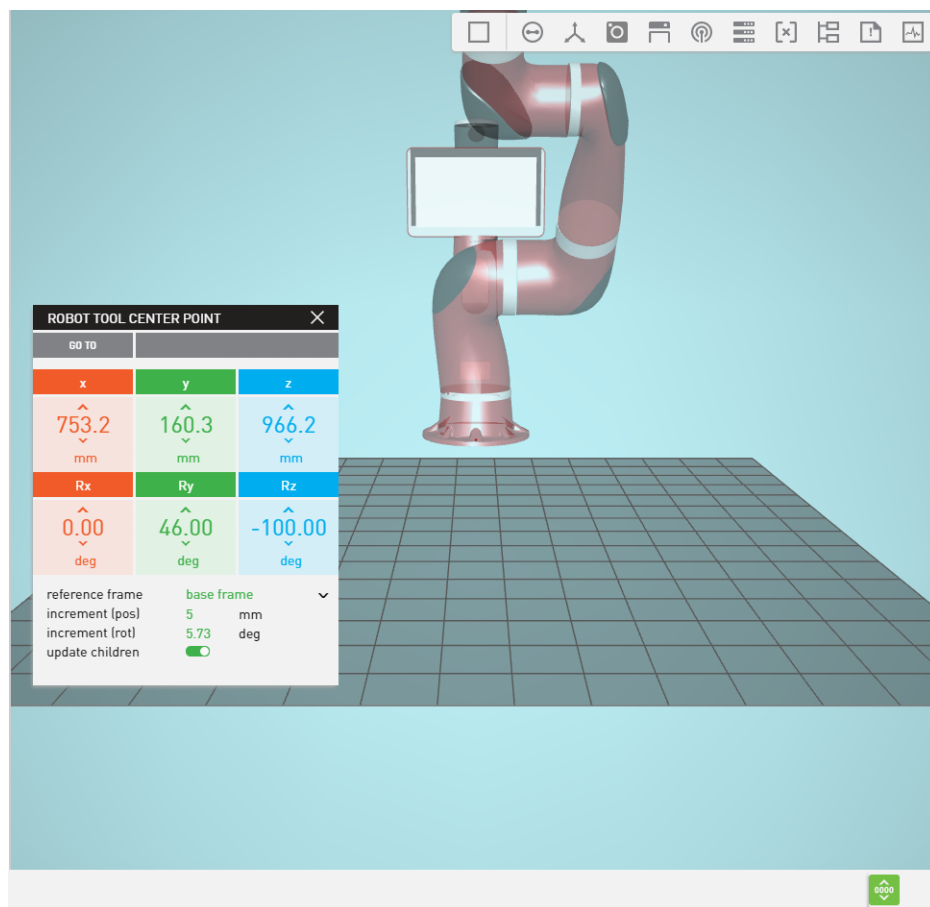 ROBOT TOOL CENTER POINT
GO TO
x y z
753.2 160.3 966.2
mm mm mm
Rx Ry Rz
0.00 46.00 -100.00
deg deg deg
reference frame base frame
increment (pos) 5 mm
increment (rot) 5.73 deg
update children
0000